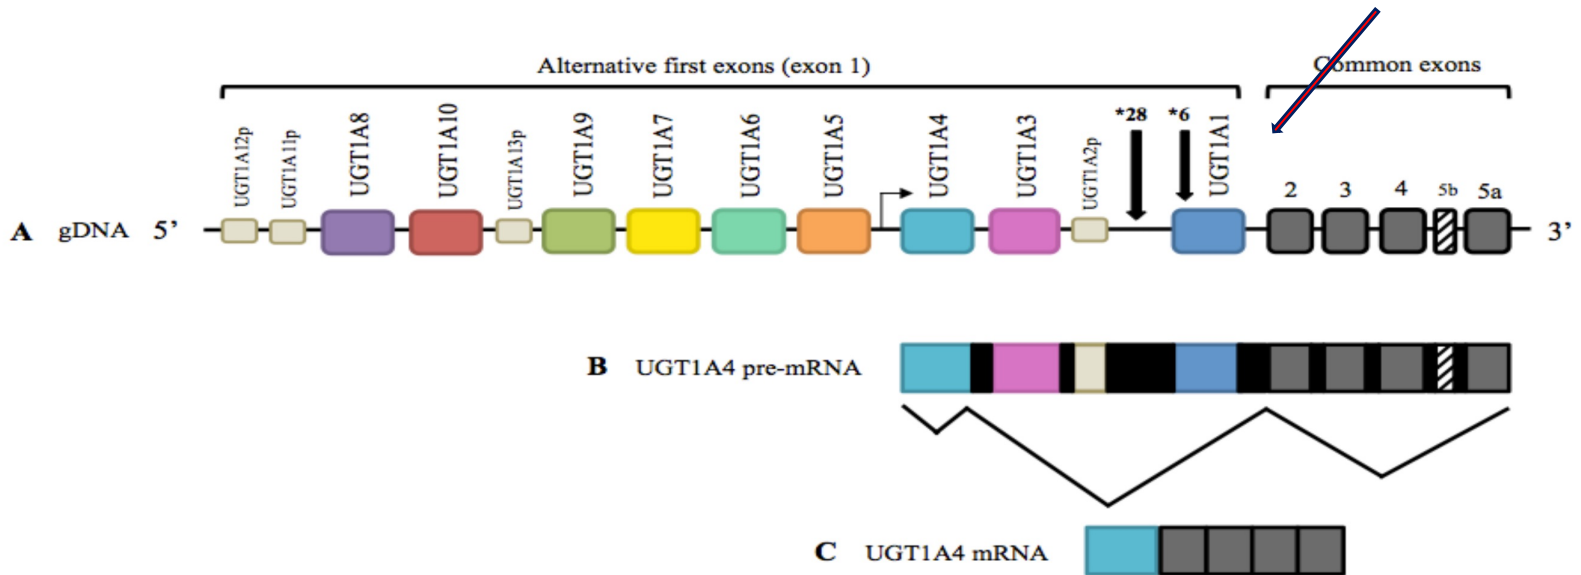 Alternative first exons (exon 1)
Common exons
UGT1A12p
UGT1A11p
UGT1A8
UGT1A10
UGT1A13p
UGT1A9
UGT1A7
UGT1A6
UGT1A5
UGT1A4
UGT1A3
UGT1A2p
*28
*6
UGT1A1
2
3
4
5b
5a
A gDNA 5’
3’
B UGT1A4 pre-mRNA
C UGT1A4 mRNA